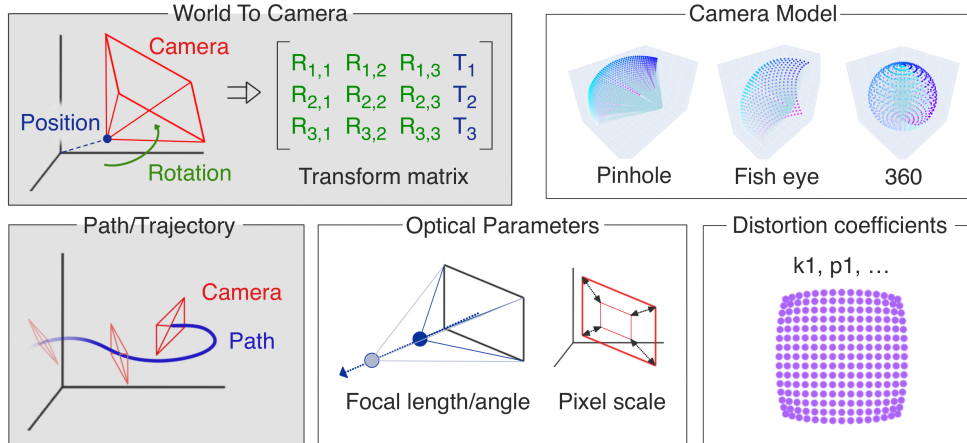 World To Camera
Camera
Position
Rotation
R1,1 R1,2 R1,3 T1
R2,1 R2,2 R2,3 T2
R3,1 R3,2 R3,3 T3
Transform matrix
Camera Model
Pinhole
Fish eye
360
Path/Trajectory
Camera
Path
Optical Parameters
Focal length/angle
Pixel scale
Distortion coefficients
k1, p1, …